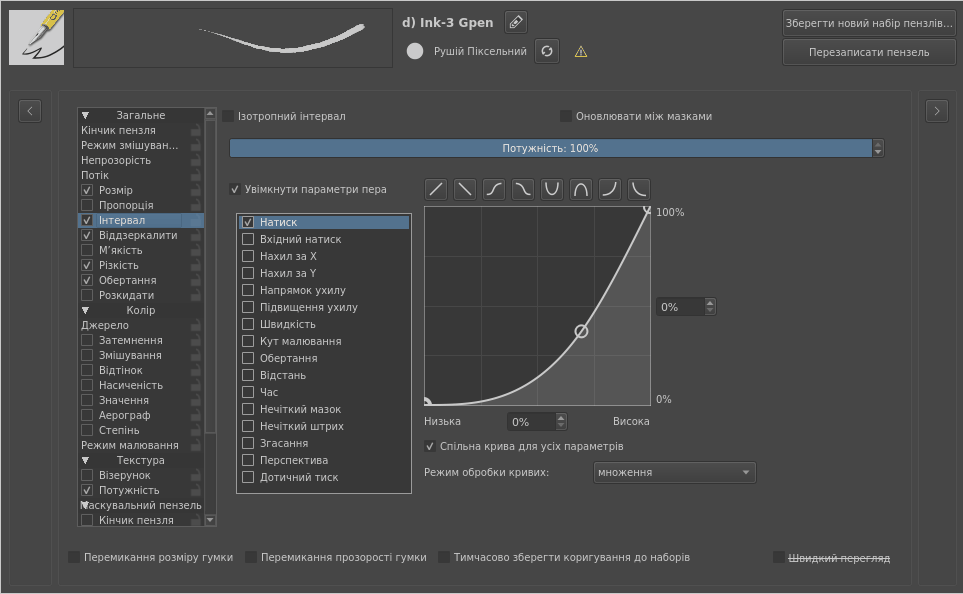 d) Ink-3 Gpen
Рушій Піксельний
Зберегти новий набір пензлів...
Перезаписати пензель
Загальне
Кінчик пензля
Режим змішуван...
Непрозорість
Потік
Розмір
Пропорція
Інтервал
Віддзеркалити
М'якість
Різкість
Обертання
Розкидати
Колір
Джерело
Затемнення
Змішування
Відтінок
Насиченість
Значення
Аерограф
Степінь
Режим малювання
Текстура
Візерунок
Потужність
Маскувальний пензель
Кінчик пензля
Ізотропний інтервал
Оновлювати між мазками
Потужність: 100%
Увімкнути параметри пера
Натиск
Вхідний натиск
Нахил за X
Нахил за Y
Напрямок ухилу
Підвищення ухилу
Швидкість
Кут малювання
Обертання
Відстань
Час
Нечіткий мазок
Нечіткий штрих
Згасання
Перспектива
Дотичний тиск
100%
0%
0%
Низька
0%
Висока
Спільна крива для усіх параметрів
Режим обробки кривих:
множення
Перемикання розміру гумки
Перемикання прозорості гумки
Тимчасово зберегти коригування до наборів
Швидкий перегляд